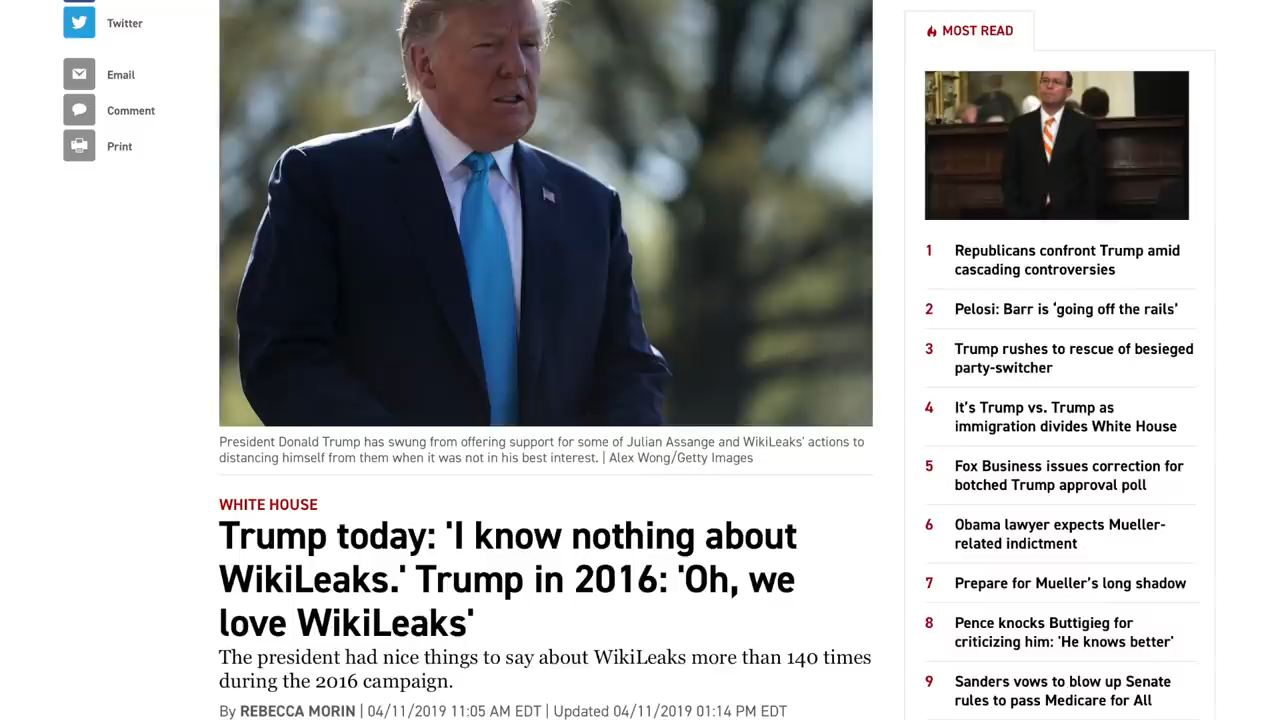 Twitter
Email
Comment
Print
President Donald Trump has swung from offering support for some of Julian Assange and WikiLeaks' actions to
distancing himself from them when it was not in his best interest. | Alex Wong/Getty Images
WHITE HOUSE
Trump today: 'I know nothing about
WikiLeaks.' Trump in 2016: 'Oh, we
love WikiLeaks'
The president had nice things to say about WikiLeaks more than 140 times
during the 2016 campaign.
By REBECCA MORIN | 04/11/2019 11:05 AM EDT | Updated 04/11/2019 01:14 PM EDT
MOST READ
1 Republicans confront Trump amid
cascading controversies
2 Pelosi: Barr is ‘going off the rails’
3 Trump rushes to rescue of besieged
party-switcher
4 It’s Trump vs. Trump as
immigration divides White House
5 Fox Business issues correction for
botched Trump approval poll
6 Obama lawyer expects Mueller-
related indictment
7 Prepare for Mueller’s long shadow
8 Pence knocks Buttigieg for
criticizing him: 'He knows better'
9 Sanders vows to blow up Senate
rules to pass Medicare for All